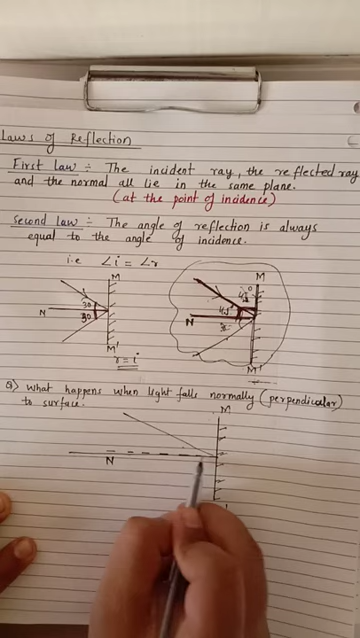 Laws of Reflection
First law :- The incident ray, the reflected ray
and the normal all lie in the same plane.
(at the point of incidence)
Second law :- The angle of reflection is always
equal to the angle of incidence.
i.e ∠i = ∠r
M
M
N
30
30
M'
r = i
N
M'
Q) What happens when light falls normally (perpendicular)
to surface.
M
N